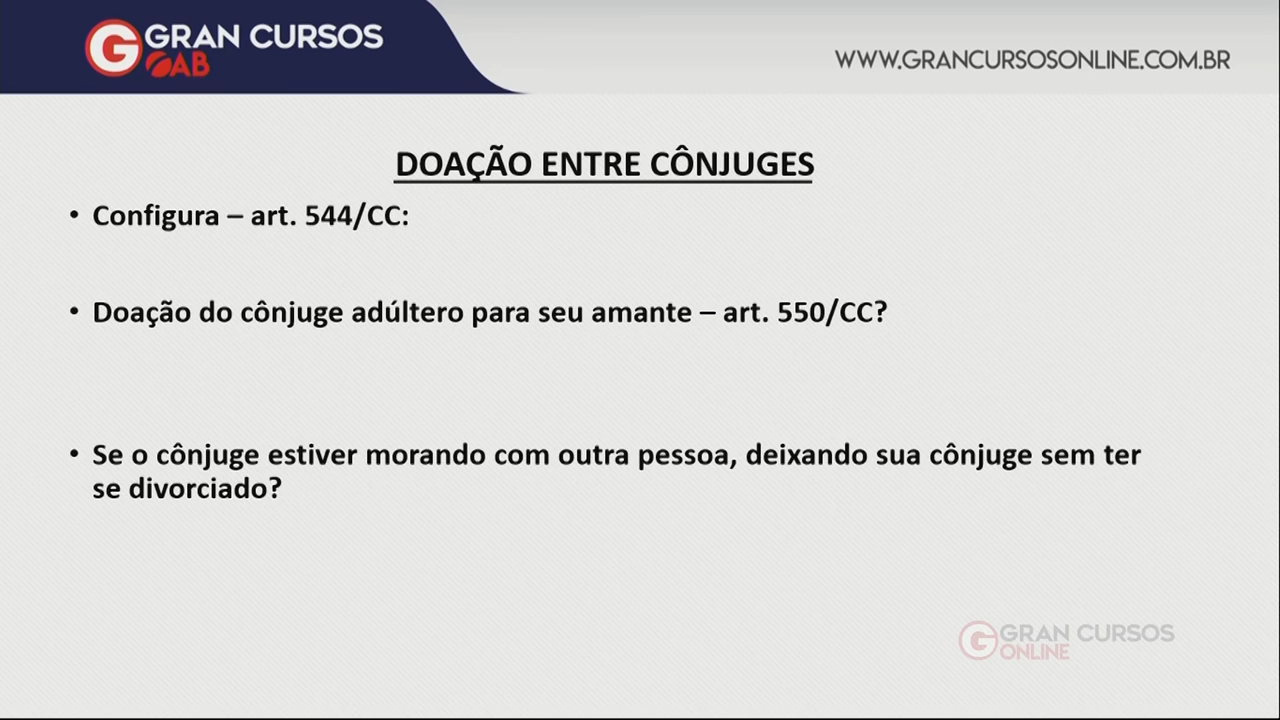 GRAN CURSOS
OAB
WWW.GRANCURSOSONLINE.COM.BR
DOAÇÃO ENTRE CÔNJUGES
• Configura – art. 544/CC:
• Doação do cônjuge adúltero para seu amante – art. 550/CC?
• Se o cônjuge estiver morando com outra pessoa, deixando sua cônjuge sem ter
se divorciado?
GRAN CURSOS
ONLINE